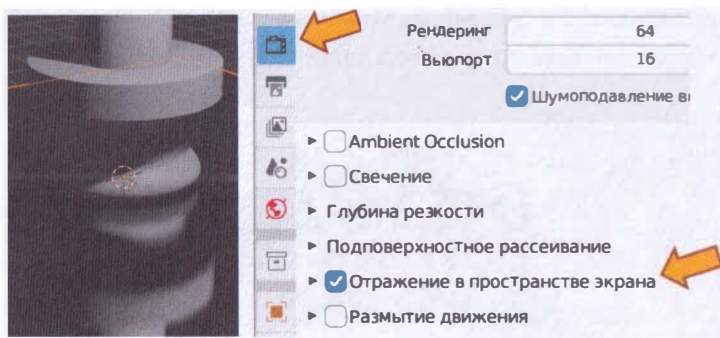 Рендеринг 64
Вьюпорт 16
Шумоподавление
Ambient Occlusion
Свечение
Глубина резкости
Подповерхностное рассеивание
Отражение в пространстве экрана
Размытие движения